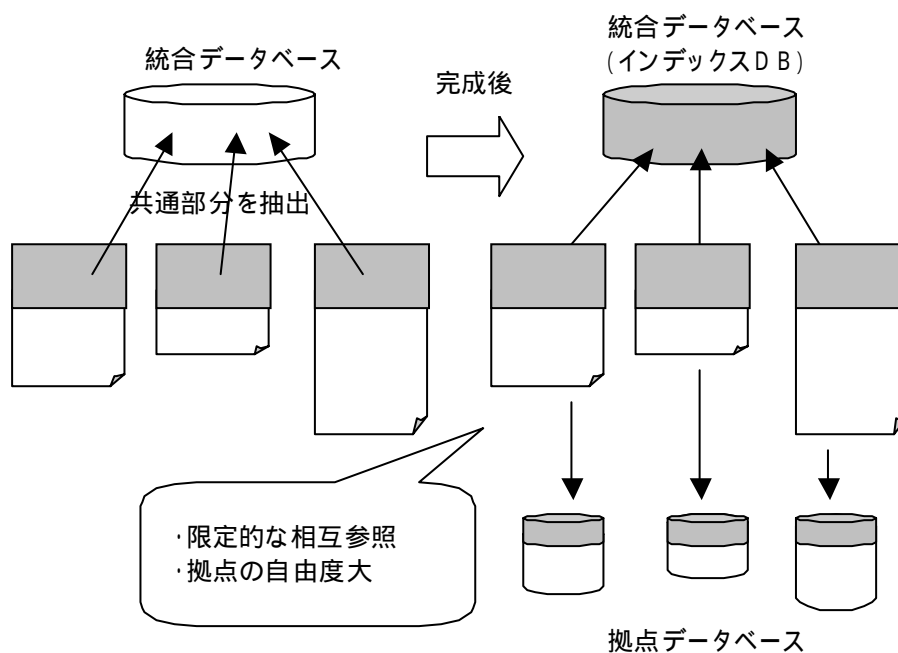 統合データベース
完成後
統合データベース
(インデックスＤＢ)
共通部分を抽出
・限定的な相互参照
・拠点の自由度大
拠点データベース